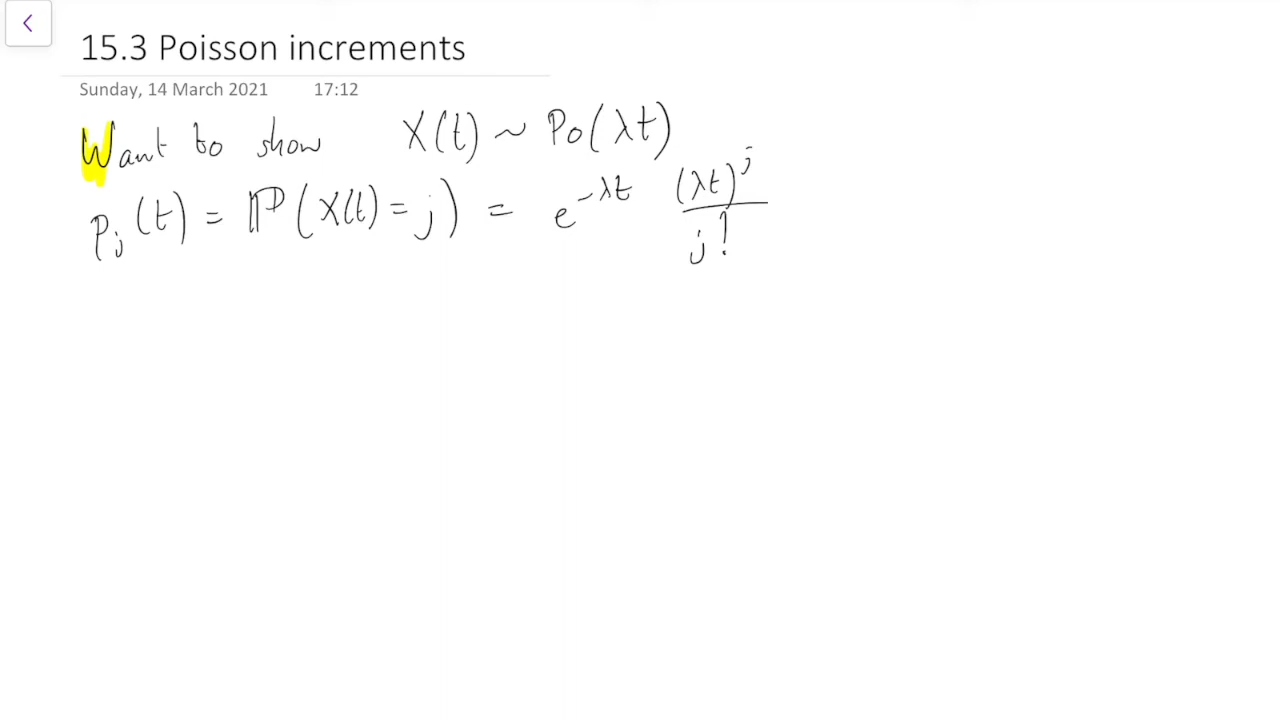 15.3 Poisson increments
Sunday, 14 March 2021 17:12
Want to show X(t) ~ Po(λt)
p_j(t) = ℙ(X(t) = j) = e^{-λt} (λt)^j / j!